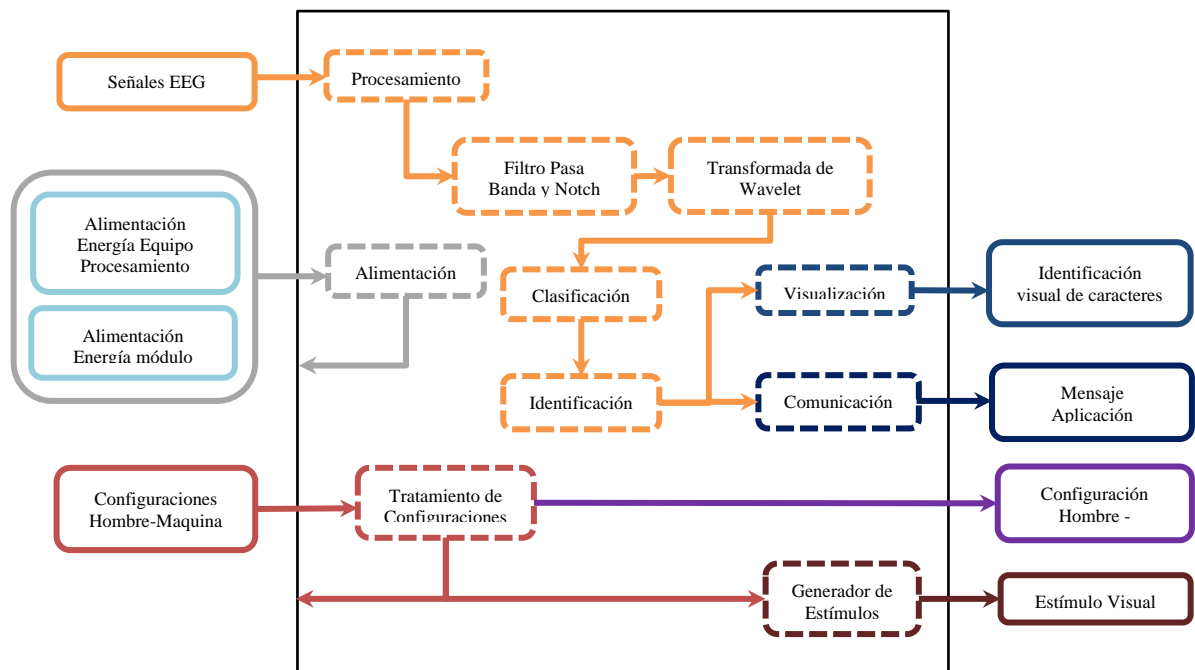 Señales EEG
Procesamiento
Filtro Pasa
Banda y Notch
Transformada de
Wavelet
Alimentación
Energía Equipo
Procesamiento
Alimentación
Energía módulo
Alimentación
Clasificación
Visualización
Identificación
visual de caracteres
Identificación
Comunicación
Mensaje
Aplicación
Configuraciones
Hombre-Maquina
Tratamiento de
Configuraciones
Configuración
Hombre -
Generador de
Estímulos
Estímulo Visual